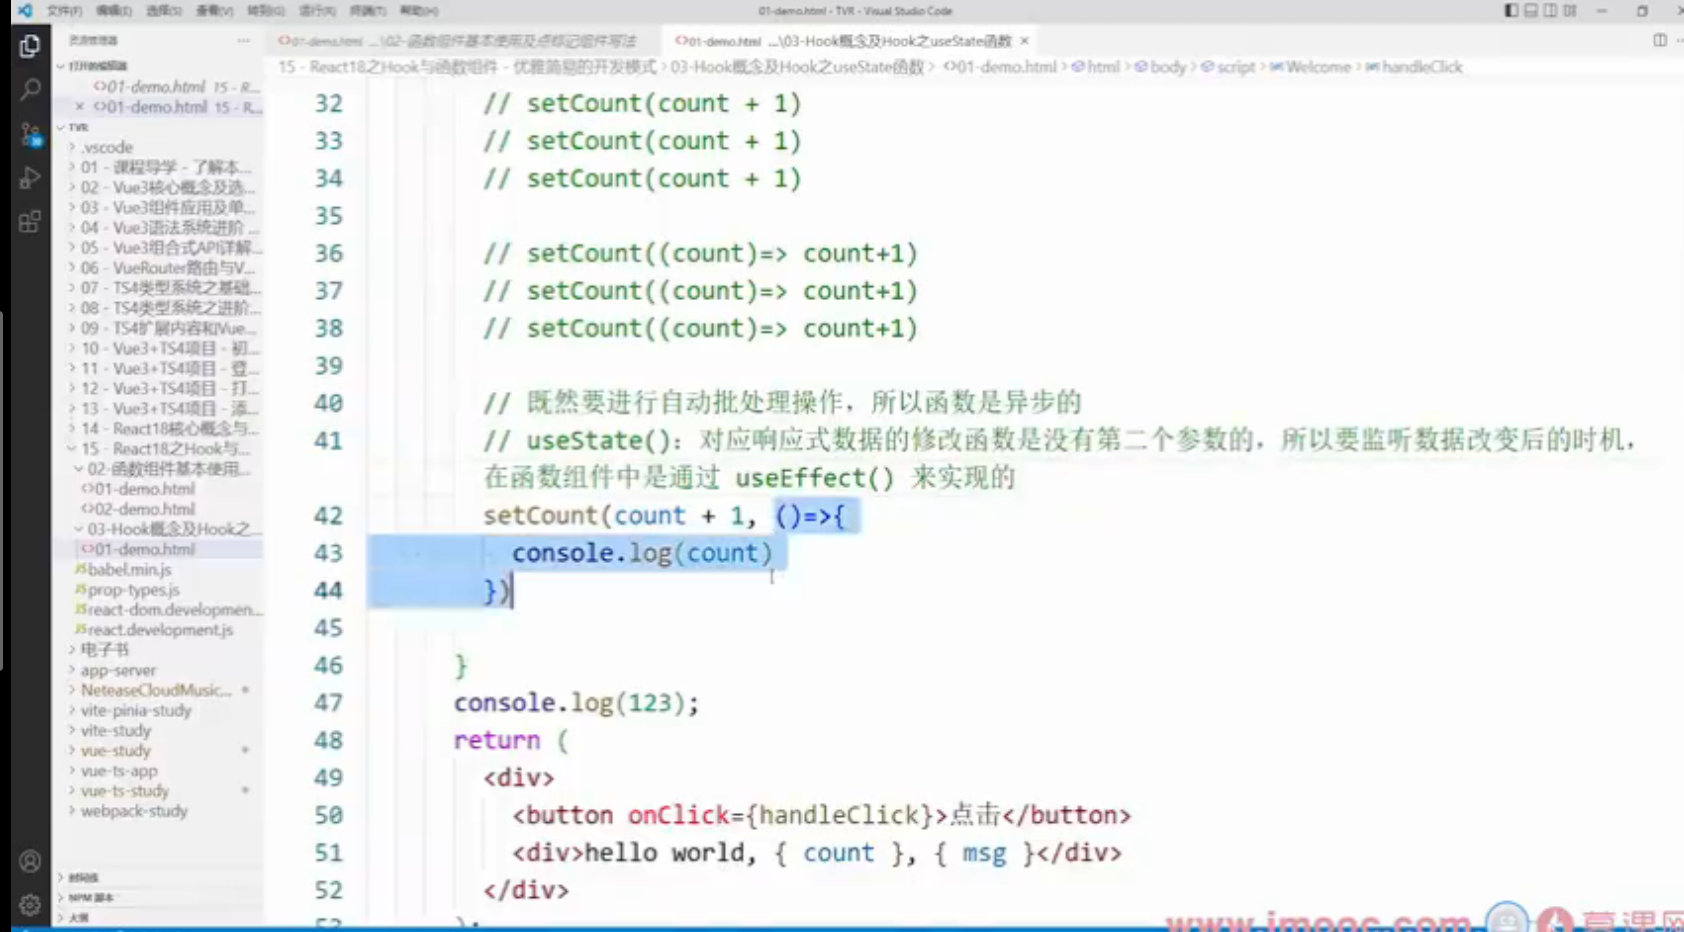 文件(F) 编辑(E) 选择(S) 查看(V) 转到(G) 运行(R) 终端(T) 帮助(H)
01-demo.html - TVR - Visual Studio Code
资源管理器
打开的编辑器
01-demo.html 15 - R...
01-demo.html 15 - R...
TVR
.vscode
01 - 课程导学 - 了解本...
02 - Vue3核心概念及选...
03 - Vue3组件应用及单...
04 - Vue3语法系统进阶 ...
05 - Vue3组合式API详解...
06 - VueRouter路由与V...
07 - TS4类型系统之基础...
08 - TS4类型系统之进阶...
09 - TS4扩展内容和Vue...
10 - Vue3+TS4项目 - 初...
11 - Vue3+TS4项目 - 登...
12 - Vue3+TS4项目 - 打...
13 - Vue3+TS4项目 - 添...
14 - React18核心概念与...
15 - React18之Hook与...
02-函数组件基本使用...
01-demo.html
02-demo.html
03-Hook概念及Hook之...
01-demo.html
JS babel.min.js
JS prop-types.js
JS react-dom.developmen...
JS react.development.js
电子书
app-server
NeteaseCloudMusic...
vite-pinia-study
vite-study
vue-study
vue-ts-app
vue-ts-study
webpack-study
时间线
NPM 脚本
大纲
01-demo.html ...\02-函数组件基本使用及点标记组件写法
01-demo.html ...\03-Hook概念及Hook之useState函数
15 - React18之Hook与函数组件 - 优雅简易的开发模式 > 03-Hook概念及Hook之useState函数 > 01-demo.html > html > body > script > Welcome > handleClick
32 // setCount(count + 1)
33 // setCount(count + 1)
34 // setCount(count + 1)
35
36 // setCount((count)=> count+1)
37 // setCount((count)=> count+1)
38 // setCount((count)=> count+1)
39
40 // 既然要进行自动批处理操作，所以函数是异步的
41 // useState()：对应响应式数据的修改函数是没有第二个参数的，所以要监听数据改变后的时机，
在函数组件中是通过 useEffect() 来实现的
42 setCount(count + 1, ()=>{
43 console.log(count)
44 })
45
46 }
47 console.log(123);
48 return (
49 <div>
50 <button onClick={handleClick}>点击</button>
51 <div>hello world, { count }, { msg }</div>
52 </div>
53 );
www.imooc.com 慕课网